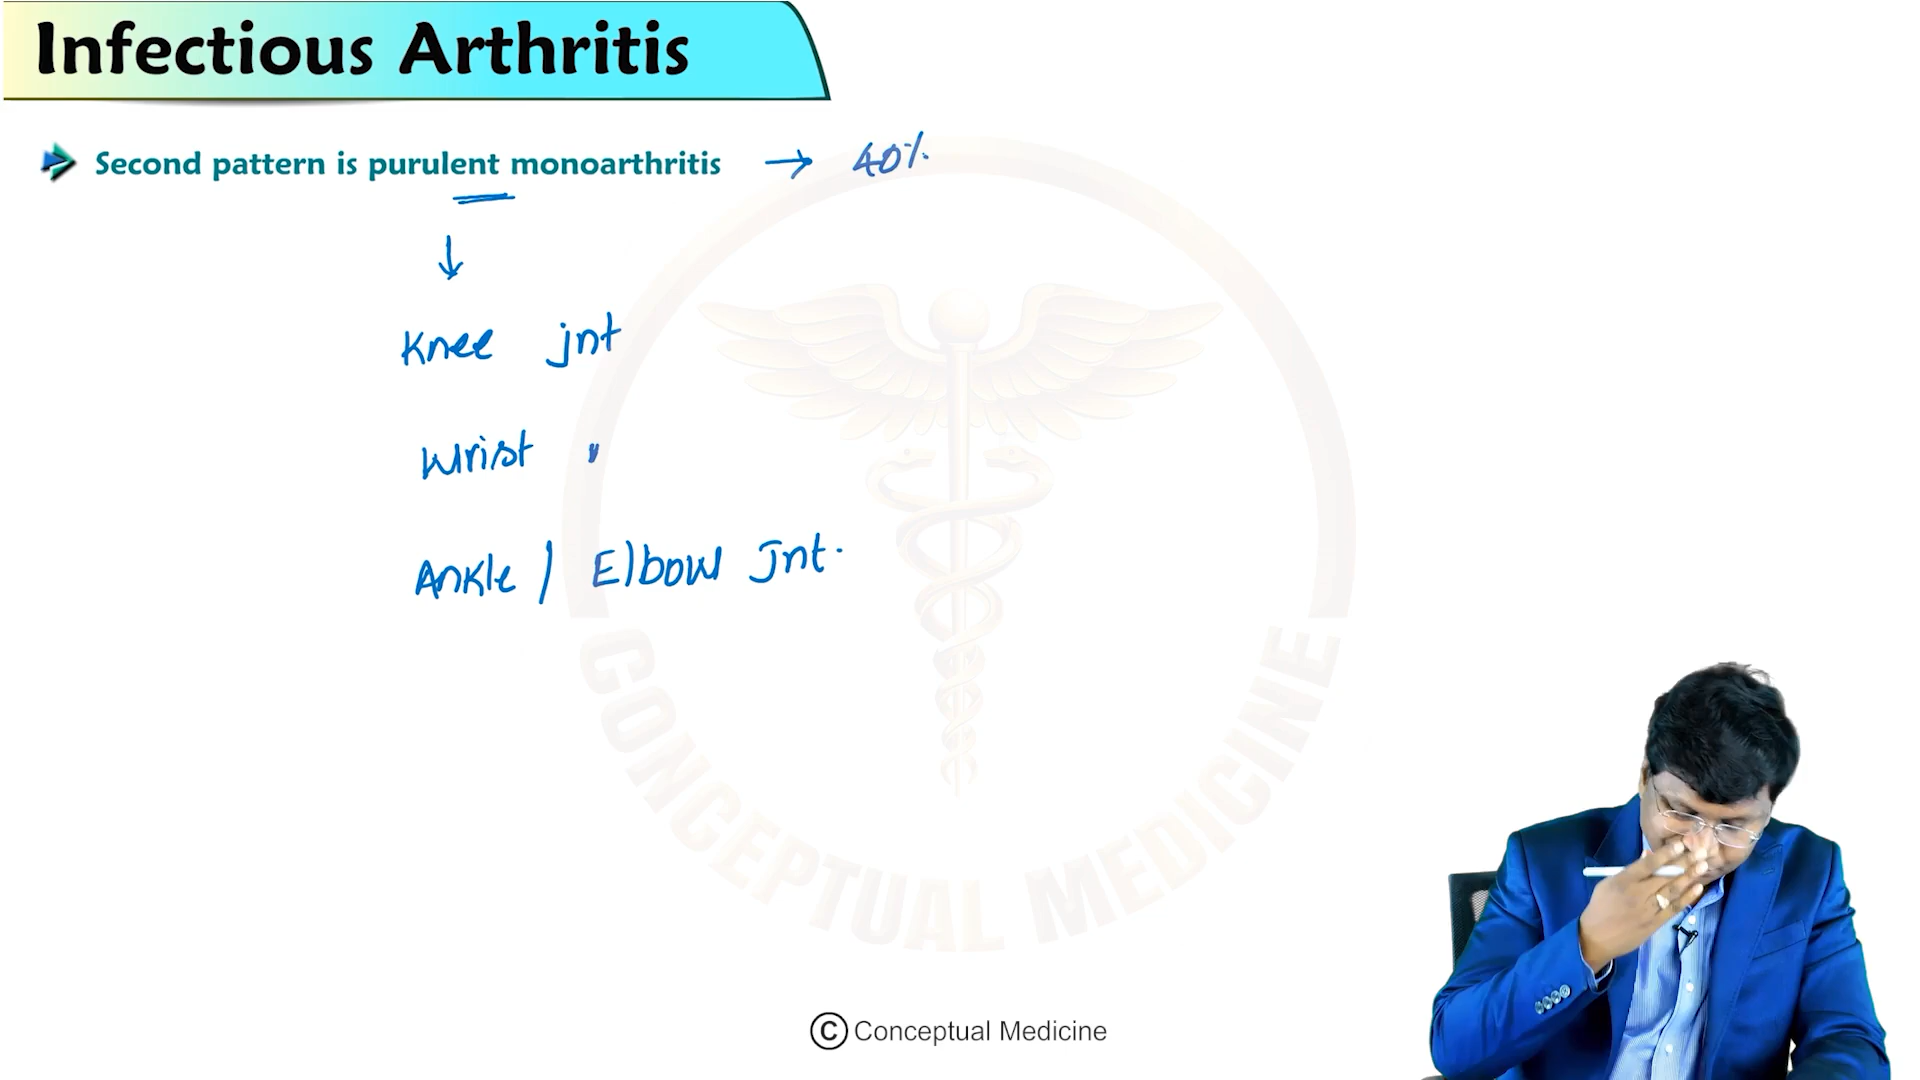 Infectious Arthritis
Second pattern is purulent monoarthritis → 40%
↓
Knee jnt
Wrist "
Ankle / Elbow Jnt.
CONCEPTUAL MEDICINE
© Conceptual Medicine